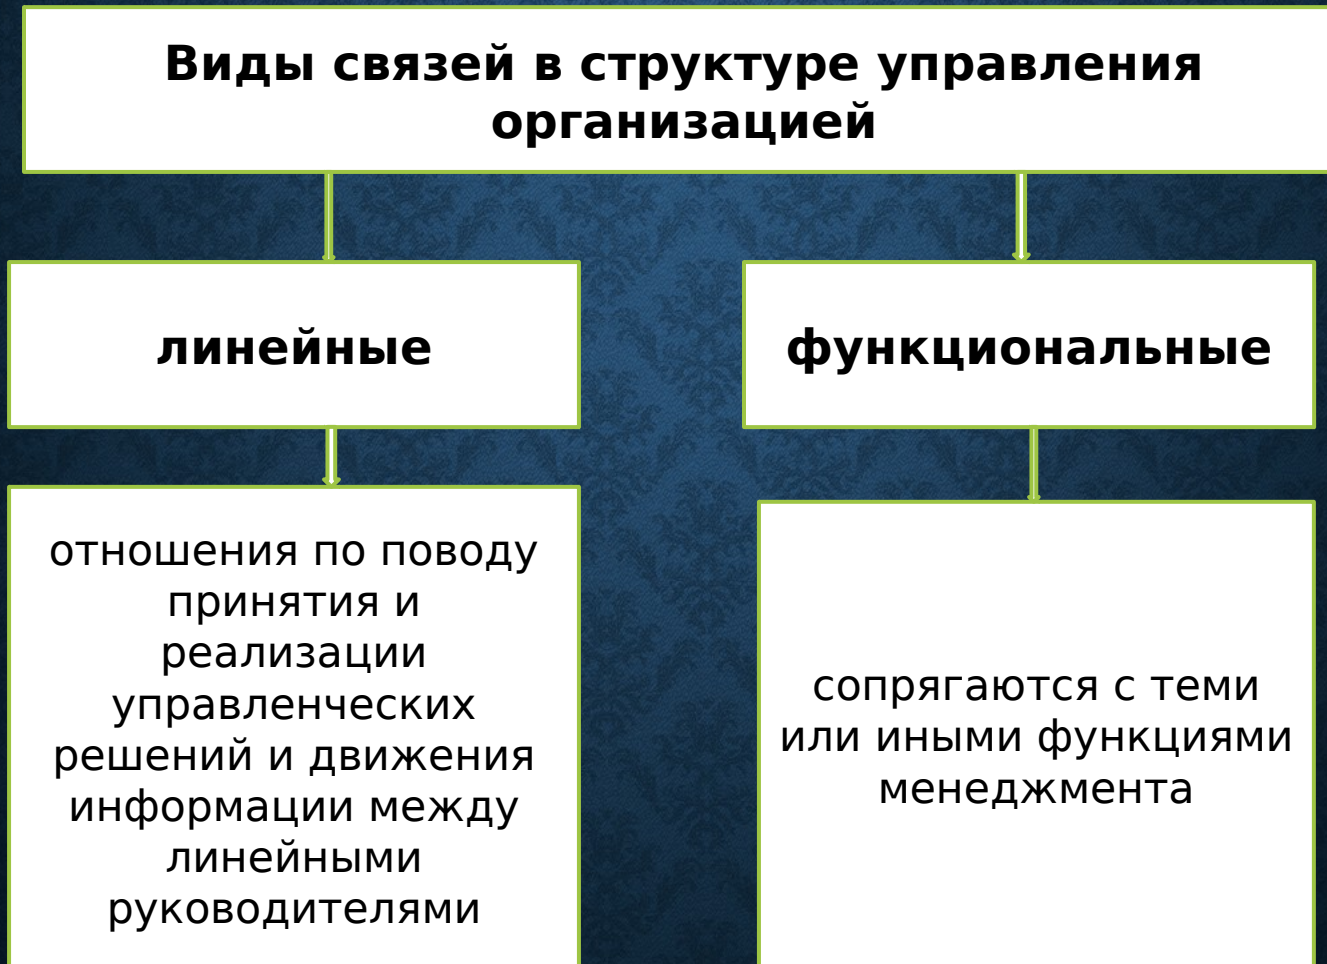 Виды связей в структуре управления
организацией
линейные
функциональные
отношения по поводу
принятия и
реализации
управленческих
решений и движения
информации между
линейными
руководителями
сопрягаются с теми
или иными функциями
менеджмента